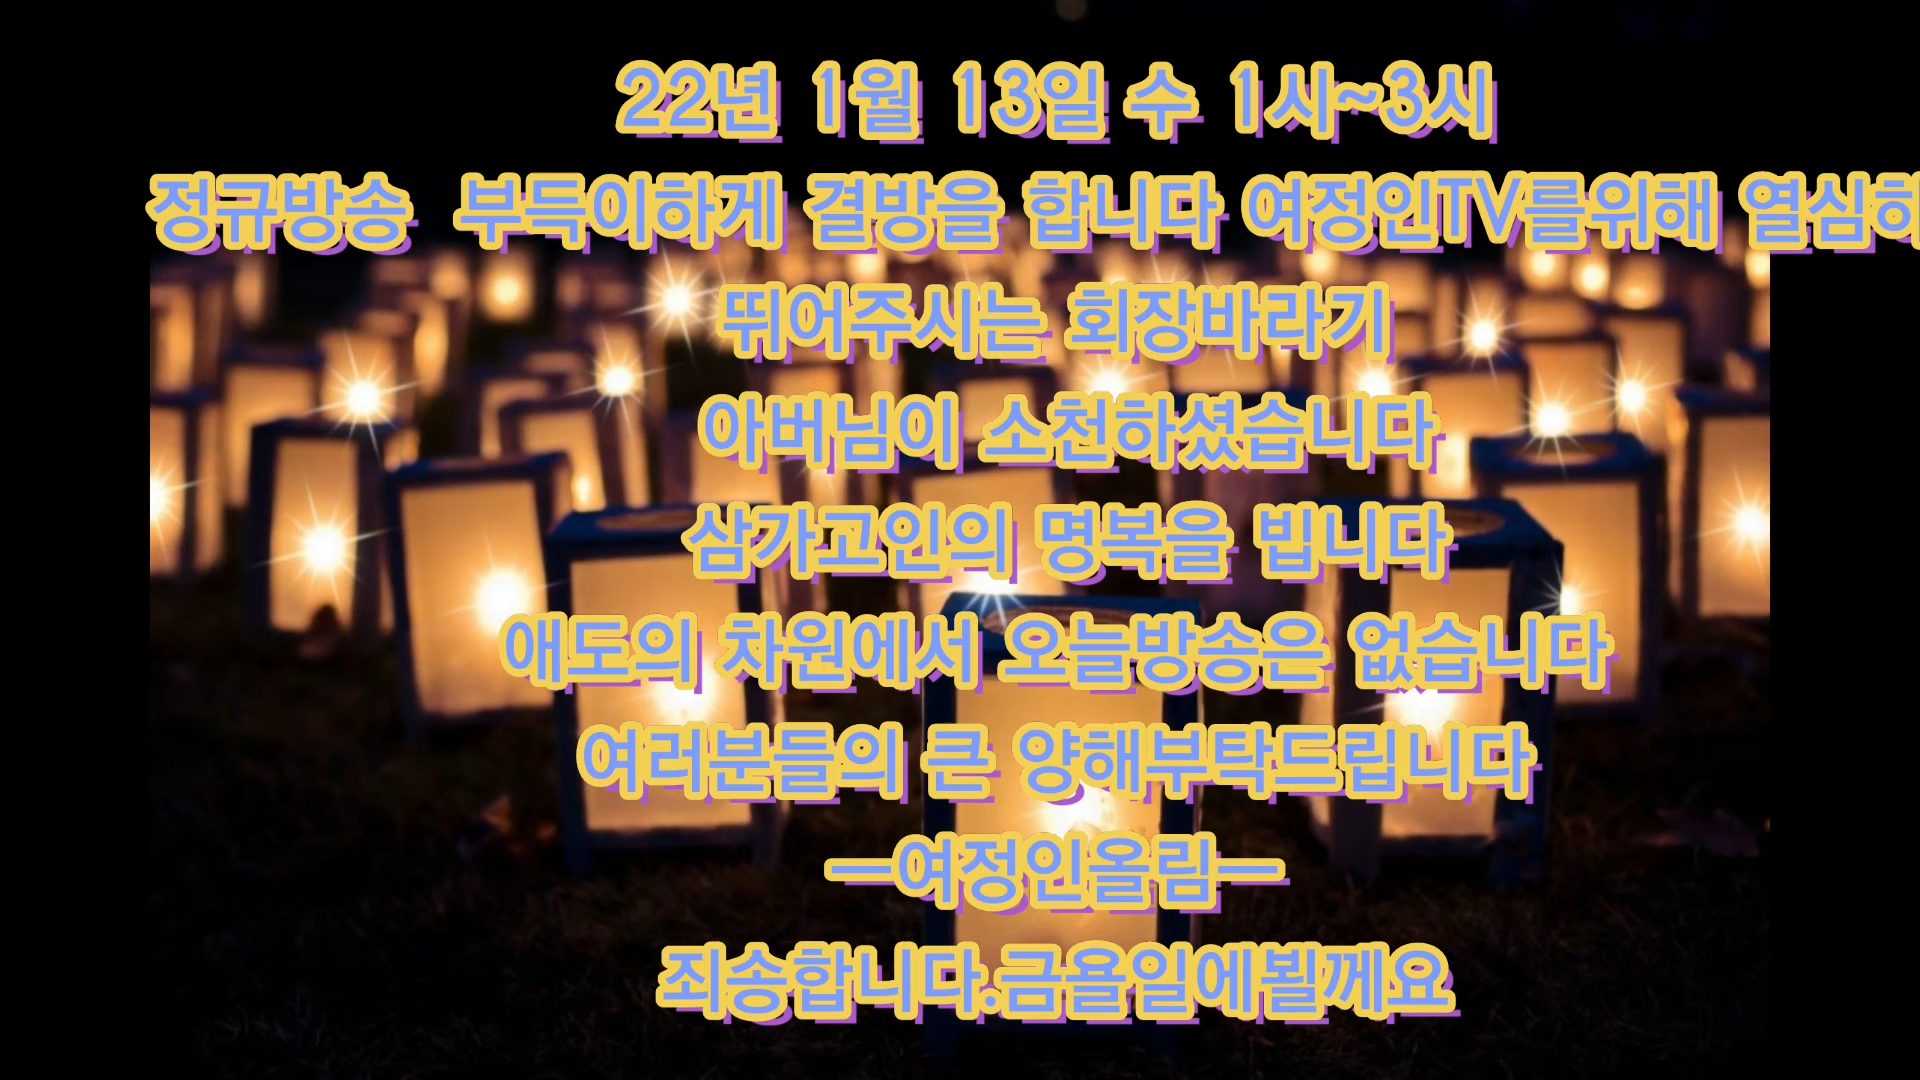 22년 1월 13일 수 1시~3시
정규방송 부득이하게 결방을 합니다 여정인TV를위해 열심히
뛰어주시는 회장바라기
아버님이 소천하셨습니다
삼가고인의 명복을 빕니다
애도의 차원에서 오늘방송은 없습니다
여러분들의 큰 양해부탁드립니다
—여정인올림—
죄송합니다.금욜일에뵐께요